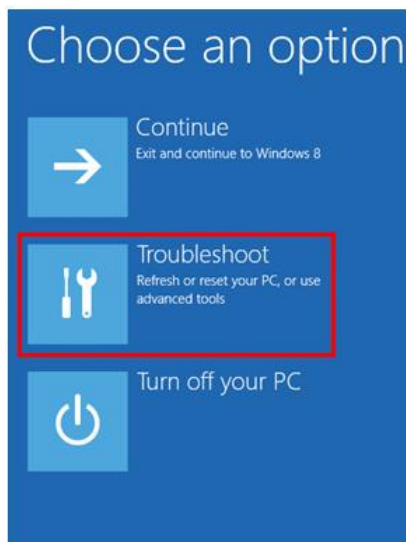 Choose an option
Continue
Exit and continue to Windows 8
Troubleshoot
Refresh or reset your PC, or use
advanced tools
Turn off your PC